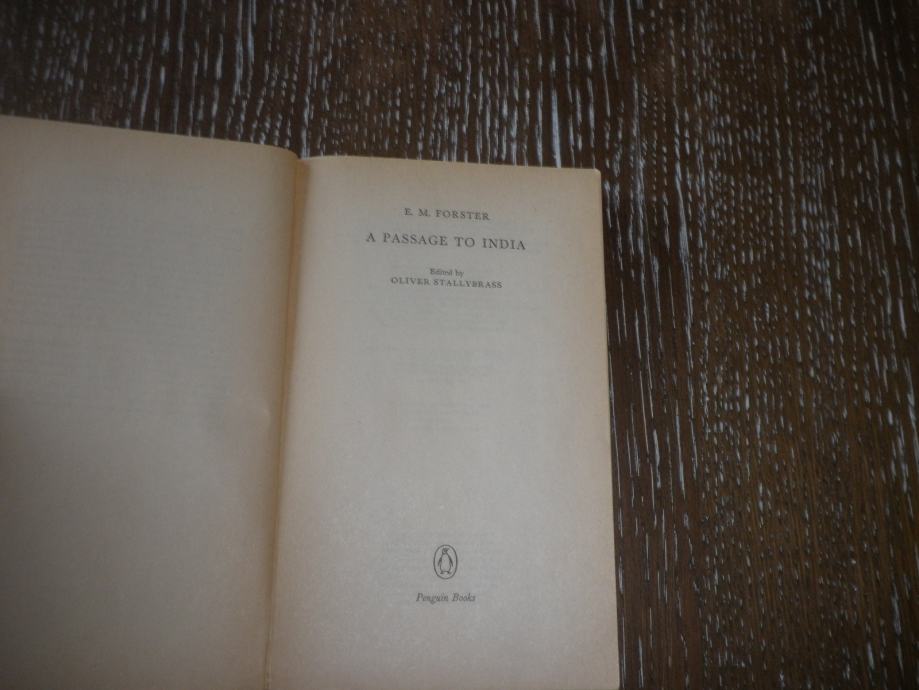 E. M. FORSTER
A PASSAGE TO INDIA
Edited by
OLIVER STALLYBRASS
Penguin Books